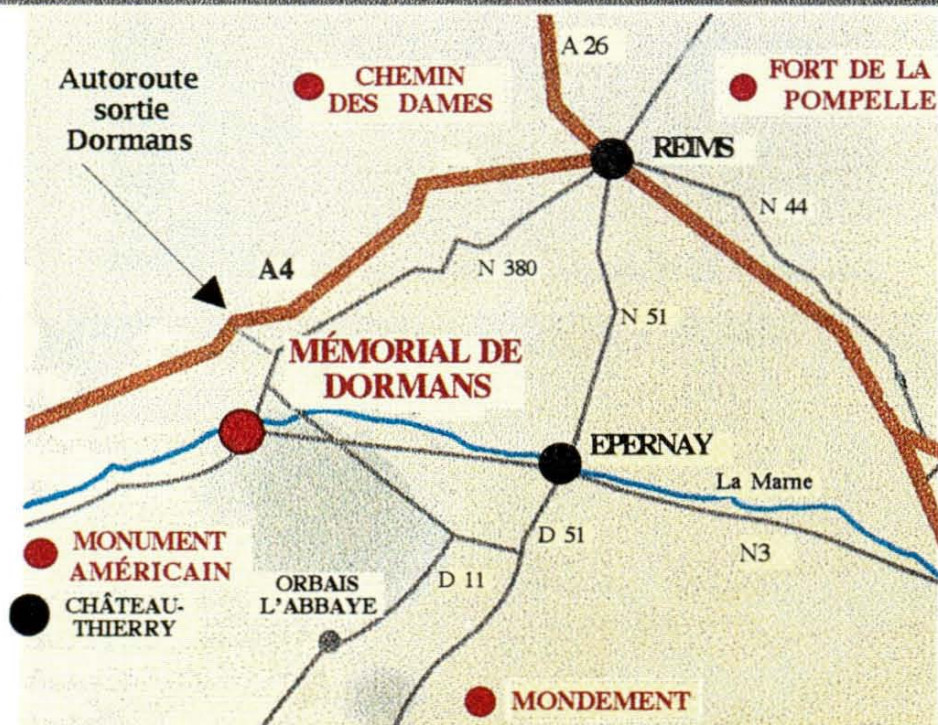 A 26
Autoroute
sortie
Dormans
CHEMIN
DES DAMES
FORT DE LA
POMPELLE
REIMS
N 44
N 380
A4
N 51
MÉMORIAL DE
DORMANS
EPERNAY
La Marne
MONUMENT
AMÉRICAIN
D 51
N3
ORBAIS
L'ABBAYE
D 11
CHÂTEAU-
THIERRY
MONDEMENT